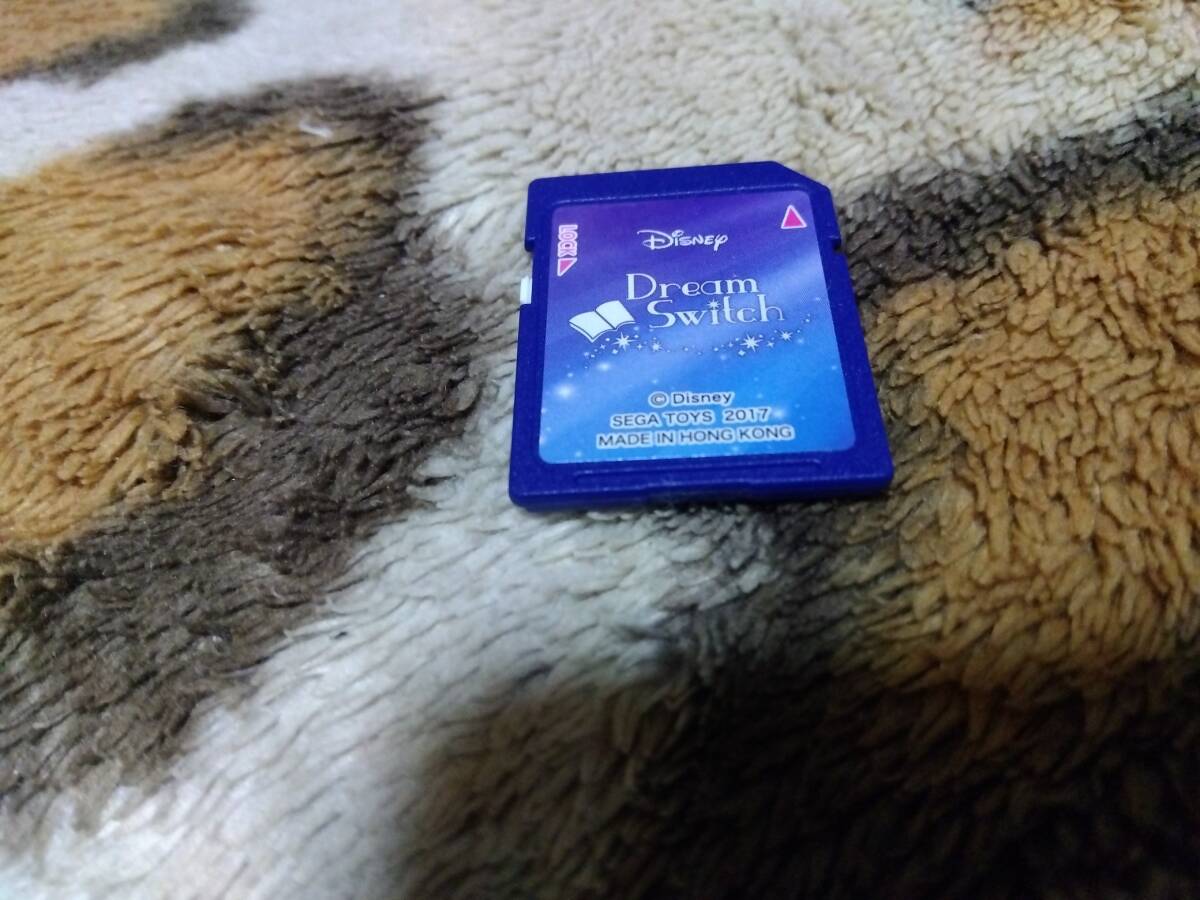 LOCK
Disney
Dream
Switch
© Disney
SEGA TOYS 2017
MADE IN HONG KONG